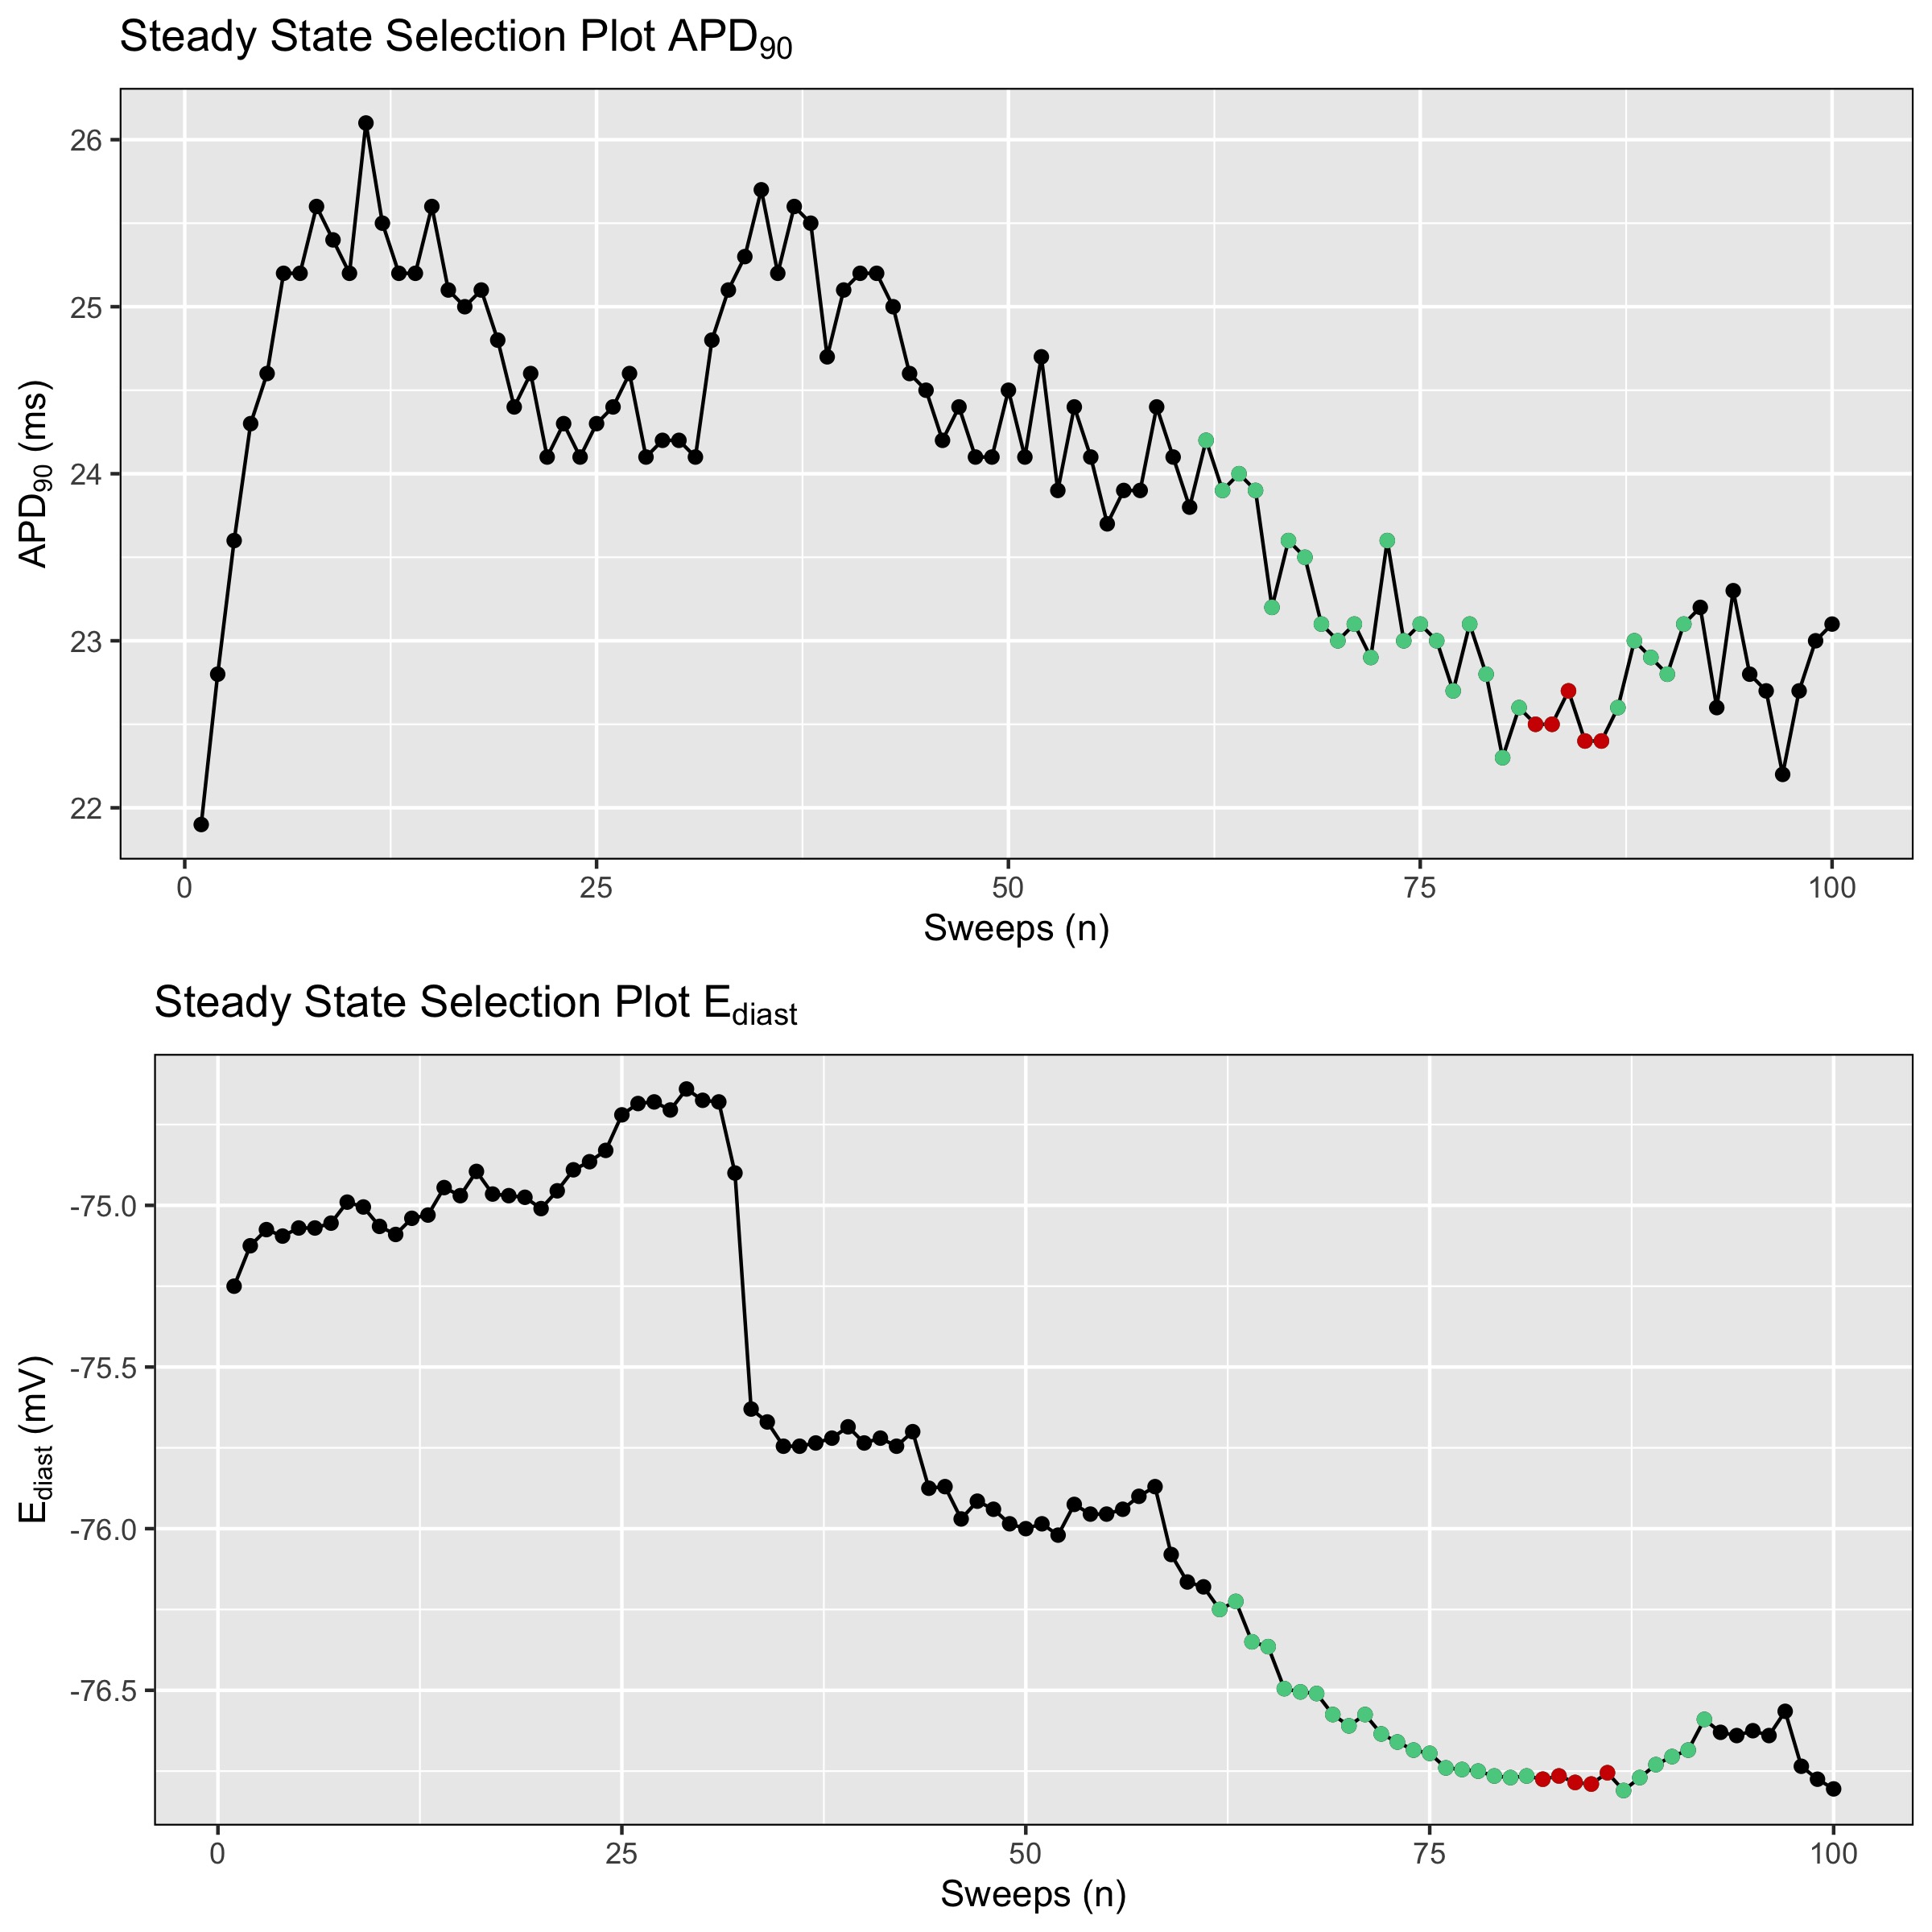 Steady State Selection Plot APD90
26
25
24
23
22
APD90 (ms)
0 25 50 75 100
Sweeps (n)
Steady State Selection Plot Ediast
-75.0
-75.5
-76.0
-76.5
Ediast (mV)
0 25 50 75 100
Sweeps (n)